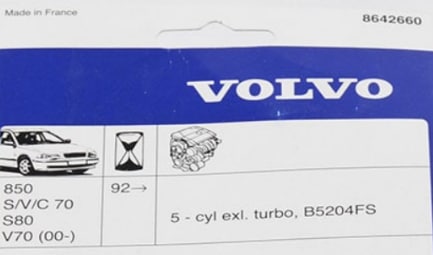 Made in France
8642660
VOLVO
850
S/V/C 70
S80
V70 (00-)
92→
5 - cyl exl. turbo, B5204FS